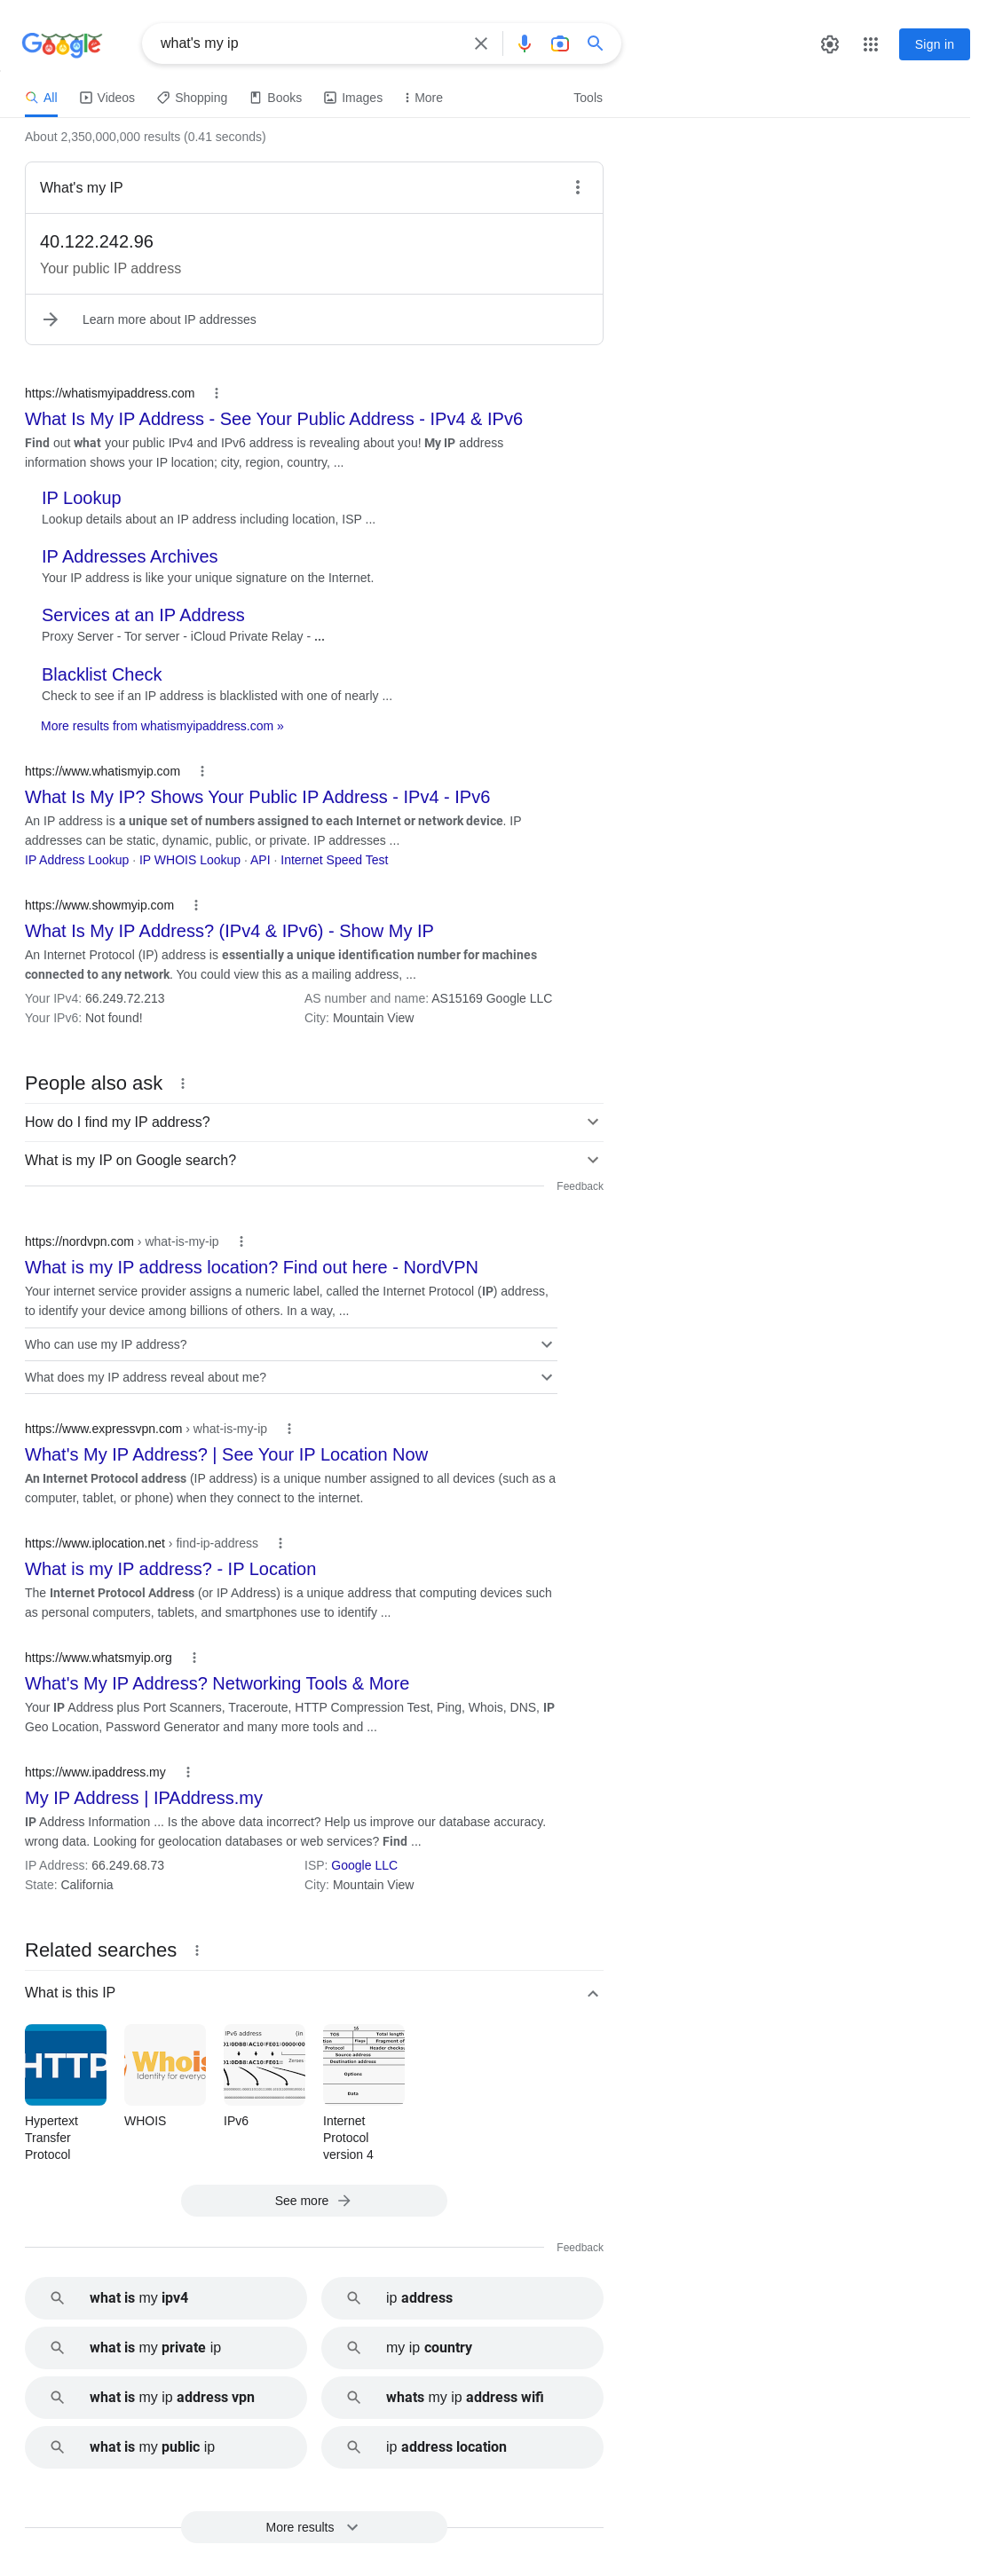 Google
what's my ip
Sign in
All
Videos
Shopping
Books
Images
More
Tools
About 2,350,000,000 results (0.41 seconds)
What's my IP
40.122.242.96
Your public IP address
Learn more about IP addresses
https://whatismyipaddress.com
What Is My IP Address - See Your Public Address - IPv4 & IPv6
Find out what your public IPv4 and IPv6 address is revealing about you! My IP address
information shows your IP location; city, region, country, ...
IP Lookup
Lookup details about an IP address including location, ISP ...
IP Addresses Archives
Your IP address is like your unique signature on the Internet.
Services at an IP Address
Proxy Server - Tor server - iCloud Private Relay - ...
Blacklist Check
Check to see if an IP address is blacklisted with one of nearly ...
More results from whatismyipaddress.com »
https://www.whatismyip.com
What Is My IP? Shows Your Public IP Address - IPv4 - IPv6
An IP address is a unique set of numbers assigned to each Internet or network device. IP
addresses can be static, dynamic, public, or private. IP addresses ...
IP Address Lookup · IP WHOIS Lookup · API · Internet Speed Test
https://www.showmyip.com
What Is My IP Address? (IPv4 & IPv6) - Show My IP
An Internet Protocol (IP) address is essentially a unique identification number for machines
connected to any network. You could view this as a mailing address, ...
Your IPv4: 66.249.72.213
AS number and name: AS15169 Google LLC
Your IPv6: Not found!
City: Mountain View
People also ask
How do I find my IP address?
What is my IP on Google search?
Feedback
https://nordvpn.com › what-is-my-ip
What is my IP address location? Find out here - NordVPN
Your internet service provider assigns a numeric label, called the Internet Protocol (IP) address,
to identify your device among billions of others. In a way, ...
Who can use my IP address?
What does my IP address reveal about me?
https://www.expressvpn.com › what-is-my-ip
What's My IP Address? | See Your IP Location Now
An Internet Protocol address (IP address) is a unique number assigned to all devices (such as a
computer, tablet, or phone) when they connect to the internet.
https://www.iplocation.net › find-ip-address
What is my IP address? - IP Location
The Internet Protocol Address (or IP Address) is a unique address that computing devices such
as personal computers, tablets, and smartphones use to identify ...
https://www.whatsmyip.org
What's My IP Address? Networking Tools & More
Your IP Address plus Port Scanners, Traceroute, HTTP Compression Test, Ping, Whois, DNS, IP
Geo Location, Password Generator and many more tools and ...
https://www.ipaddress.my
My IP Address | IPAddress.my
IP Address Information ... Is the above data incorrect? Help us improve our database accuracy.
wrong data. Looking for geolocation databases or web services? Find ...
IP Address: 66.249.68.73
ISP: Google LLC
State: California
City: Mountain View
Related searches
What is this IP
HTTP
Whois
Identity for everyo
IPv6 address (in
Zeroes
16
TOS Total length
Flags Fragment of
Protocol Header checks
Source address
Destination address
Options
Data
Hypertext
Transfer
Protocol
WHOIS
IPv6
Internet
Protocol
version 4
See more
Feedback
what is my ipv4
ip address
what is my private ip
my ip country
what is my ip address vpn
whats my ip address wifi
what is my public ip
ip address location
More results